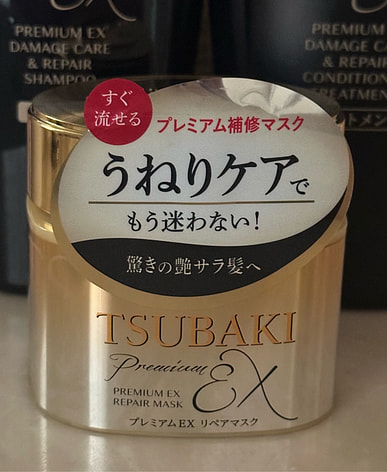 PREMIUM EX
DAMAGE CARE
& REPAIR
SHAMPOO
PREMIUM EX
DAMAGE CARE
& REPAIR
すぐ
流せる
プレミアム補修マスク
うねりケアで
もう迷わない!
驚きの艶サラ髪へ
TSUBAKI
Premium EX
PREMIUM EX
REPAIR MASK
プレミアムEX リペアマスク